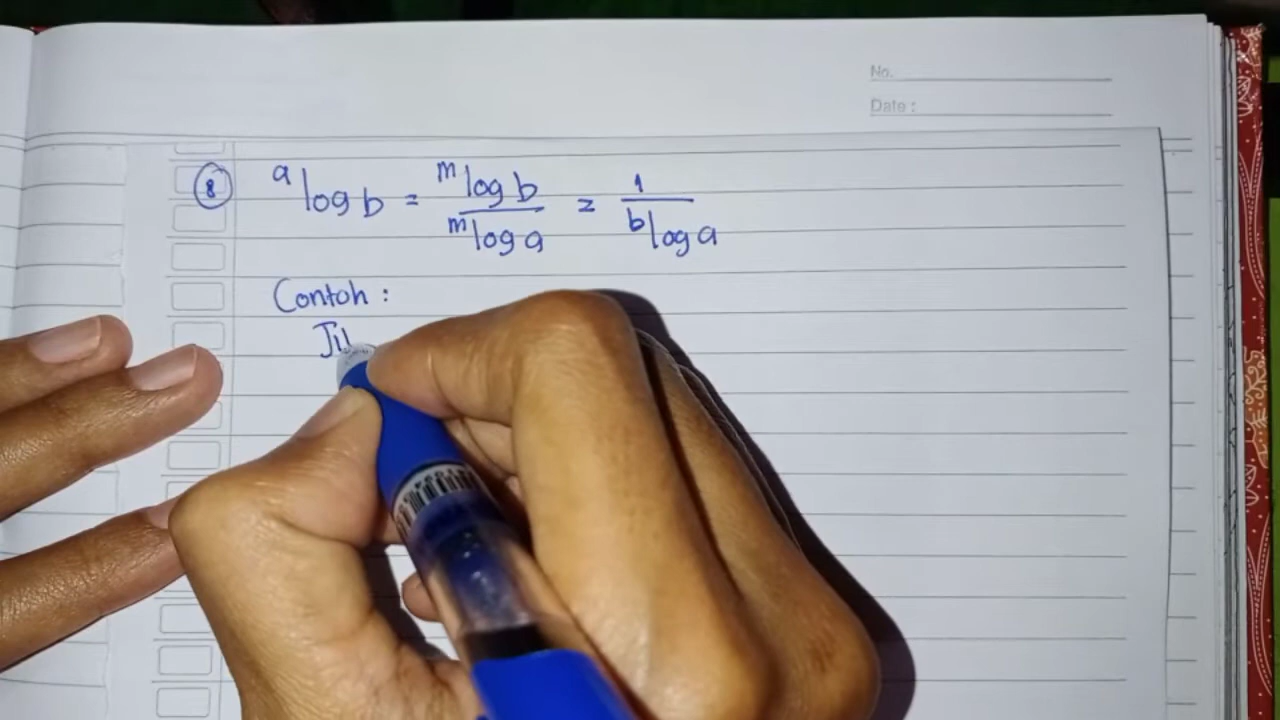 No.
Date :
8 ᵃlog b = ᵐlog b / ᵐlog a = 1 / ᵇlog a
Contoh :